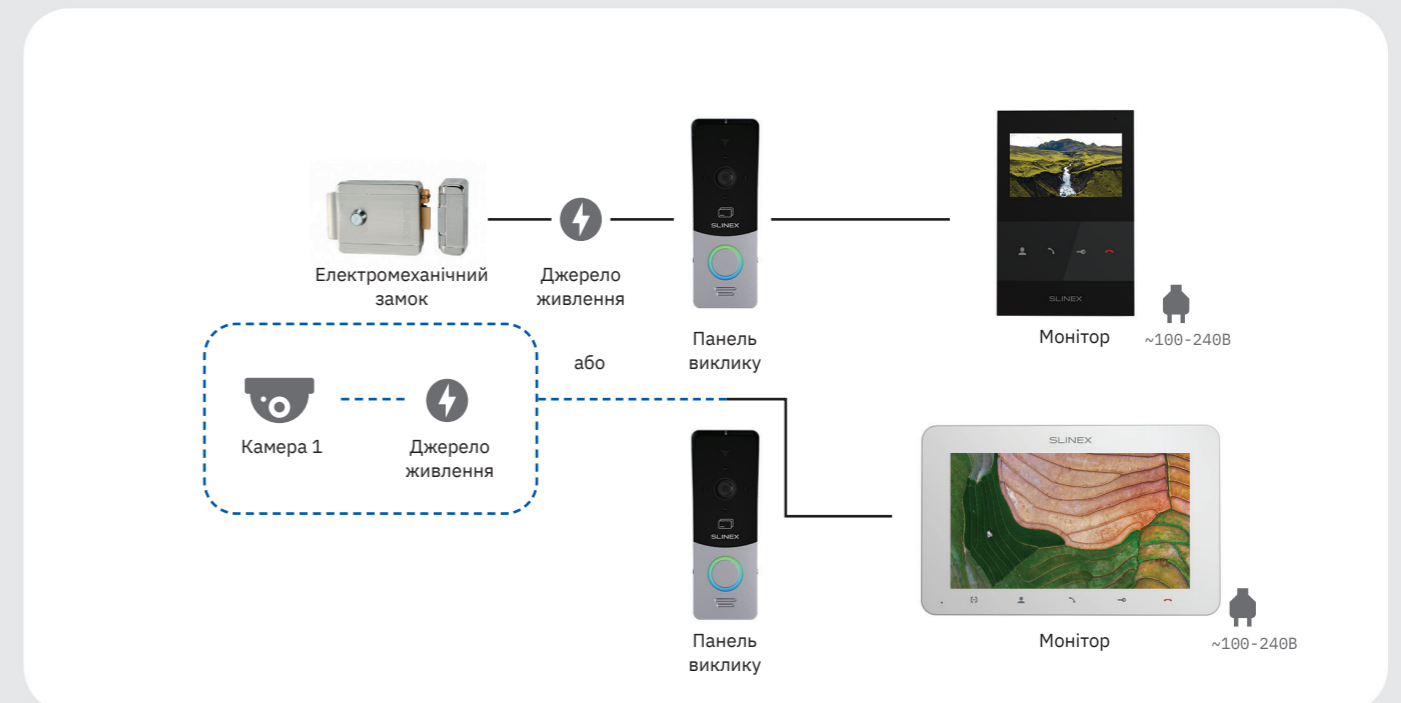 SLINEX
SLINEX
Електромеханічний
замок
Джерело
живлення
Панель
виклику
Монітор
~100-240В
або
Камера 1
Джерело
живлення
SLINEX
SLINEX
Панель
виклику
Монітор
~100-240В